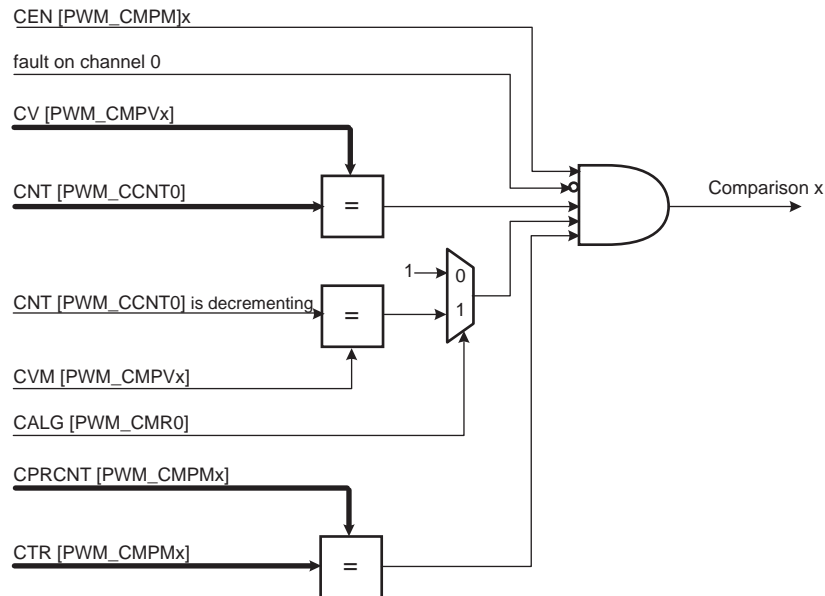 CEN [PWM_CMPM]x
fault on channel 0
CV [PWM_CMPVx]
CNT [PWM_CCNT0]
=
Comparison x
1
0
CNT [PWM_CCNT0] is decrementing
=
1
CVM [PWM_CMPVx]
CALG [PWM_CMR0]
CPRCNT [PWM_CMPMx]
CTR [PWM_CMPMx]
=